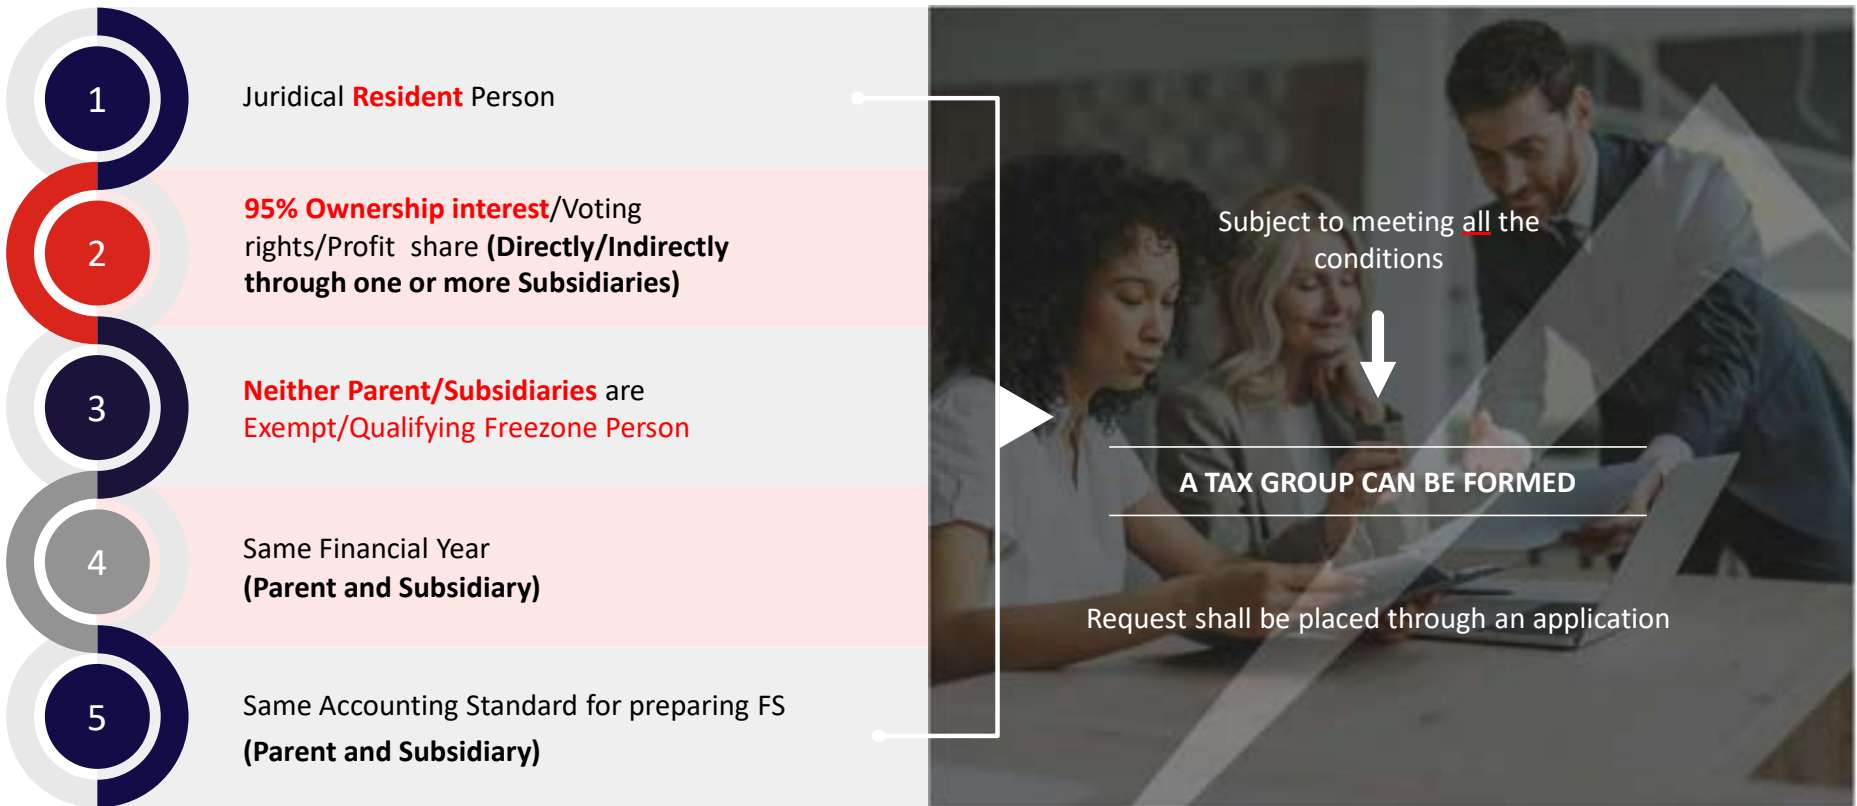 1
Juridical Resident Person
2
95% Ownership interest/Voting
rights/Profit share (Directly/Indirectly
through one or more Subsidiaries)
3
Neither Parent/Subsidiaries are
Exempt/Qualifying Freezone Person
4
Same Financial Year
(Parent and Subsidiary)
5
Same Accounting Standard for preparing FS
(Parent and Subsidiary)
Subject to meeting all the
conditions
A TAX GROUP CAN BE FORMED
Request shall be placed through an application